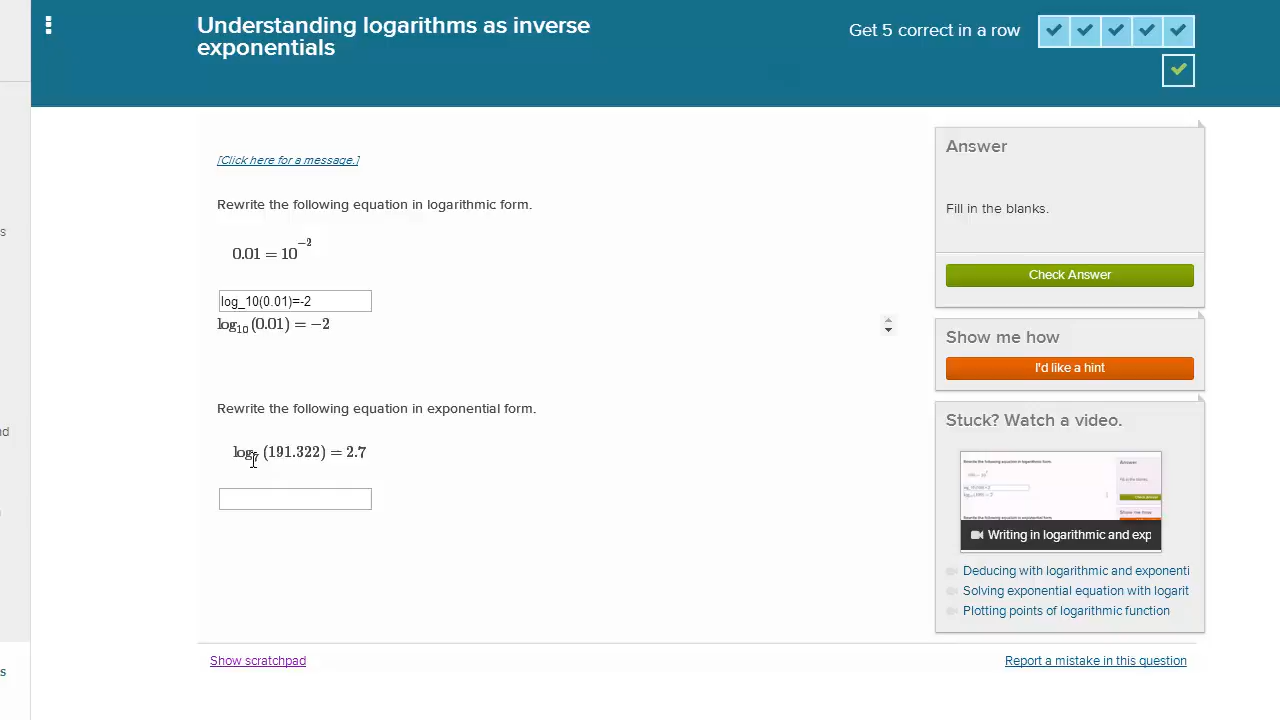 Understanding logarithms as inverse
exponentials
Get 5 correct in a row
[Click here for a message.]
Rewrite the following equation in logarithmic form.
0.01 = 10⁻²
log_10(0.01)=-2
log₁₀ (0.01) = −2
Rewrite the following equation in exponential form.
log₇ (191.322) = 2.7
Answer
Fill in the blanks.
Check Answer
Show me how
I'd like a hint
Stuck? Watch a video.
Writing in logarithmic and exp
Deducing with logarithmic and exponenti
Solving exponential equation with logarit
Plotting points of logarithmic function
Show scratchpad
Report a mistake in this question